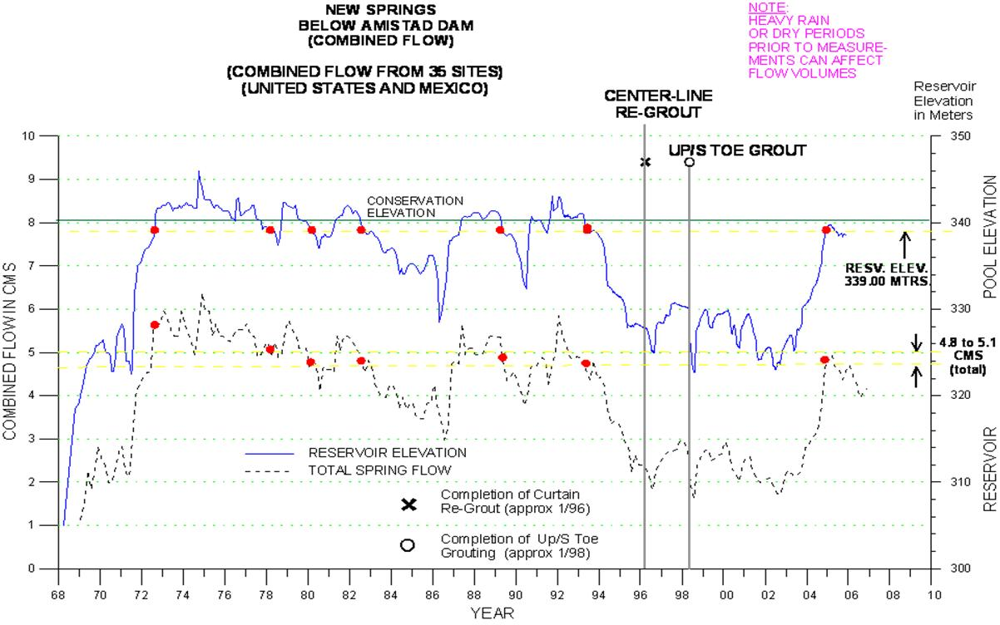 NEW SPRINGS
BELOW AMISTAD DAM
(COMBINED FLOW)
(COMBINED FLOW FROM 35 SITES)
(UNITED STATES AND MEXICO)
NOTE:
HEAVY RAIN
OR DRY PERIODS
PRIOR TO MEASURE-
MENTS CAN AFFECT
FLOW VOLUMES
Reservoir
Elevation
in Meters
CENTER-LINE
RE-GROUT
UP/S TOE GROUT
CONSERVATION
ELEVATION
RESV. ELEV.
339.00 MTRS.
4.8 to 5.1
CMS
(total)
RESERVOIR ELEVATION
TOTAL SPRING FLOW
Completion of Curtain
Re-Grout (approx 1/96)
Completion of Up/S Toe
Grouting (approx 1/98)
COMBINED FLOW IN CMS
10
9
8
7
6
5
4
3
2
1
0
350
340
330
320
310
300
POOL ELEVATION
RESERVOIR
68 70 72 74 76 78 80 82 84 86 88 90 92 94 96 98 00 02 04 06 08 10
YEAR